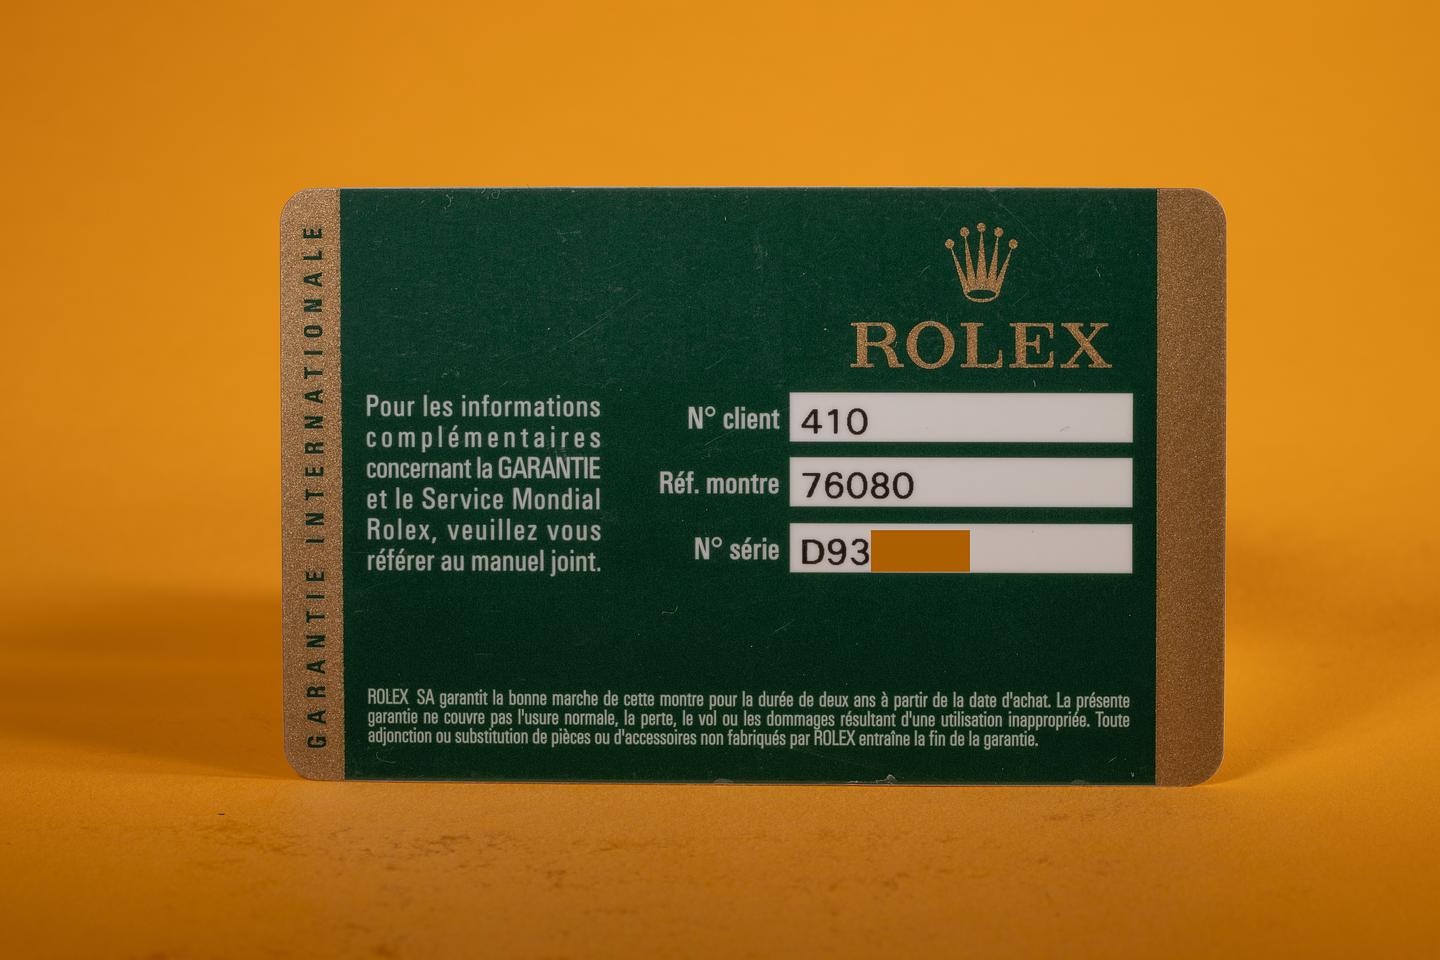 GARANTIE INTERNATIONALE
ROLEX
Pour les informations
complémentaires
concernant la GARANTIE
et le Service Mondial
Rolex, veuillez vous
référer au manuel joint.
N° client 410
Réf. montre 76080
N° série D93
ROLEX SA garantit la bonne marche de cette montre pour la durée de deux ans à partir de la date d'achat. La présente
garantie ne couvre pas l'usure normale, la perte, le vol ou les dommages résultant d'une utilisation inappropriée. Toute
adjonction ou substitution de pièces ou d'accessoires non fabriqués par ROLEX entraîne la fin de la garantie.